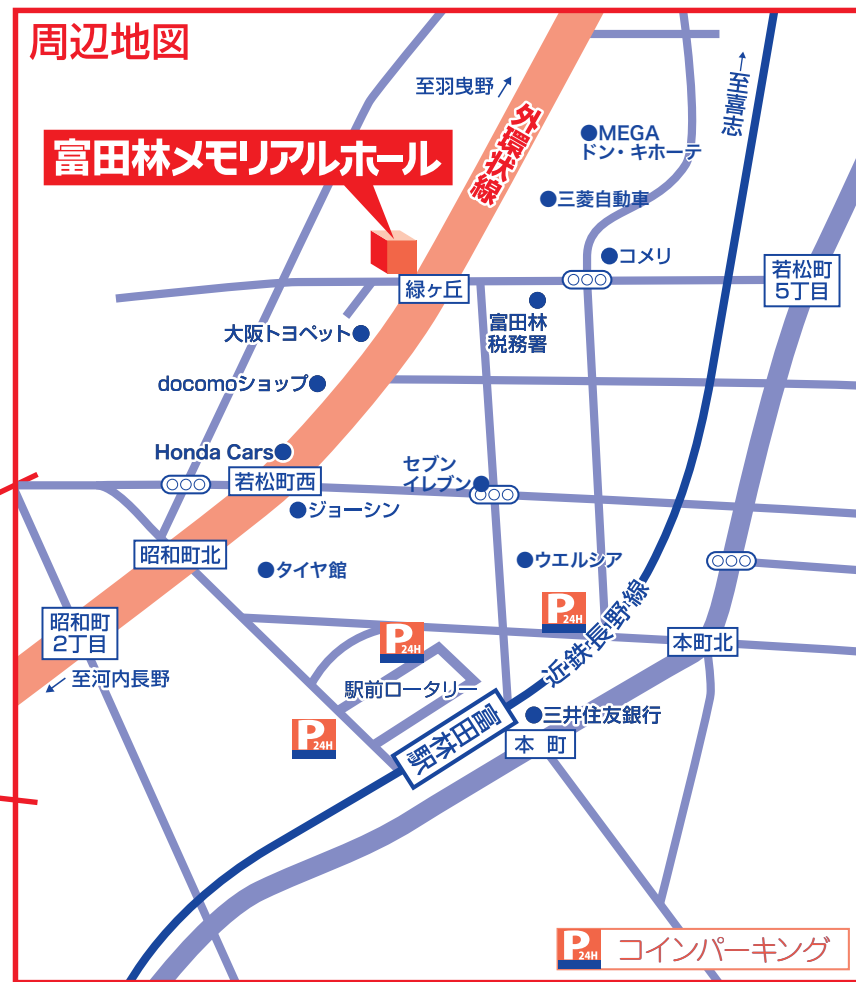 周辺地図
至羽曳野
外環状線
至喜志
MEGA
ドン・キホーテ
富田林メモリアルホール
三菱自動車
コメリ
若松町
5丁目
緑ヶ丘
富田林
税務署
大阪トヨペット
docomoショップ
Honda Cars
セブン
イレブン
若松町西
ジョーシン
昭和町北
タイヤ館
ウエルシア
P
24H
昭和町
2丁目
P
24H
近鉄長野線
本町北
至河内長野
駅前ロータリー
富田林駅
三井住友銀行
P
24H
本 町
P
24H
コインパーキング